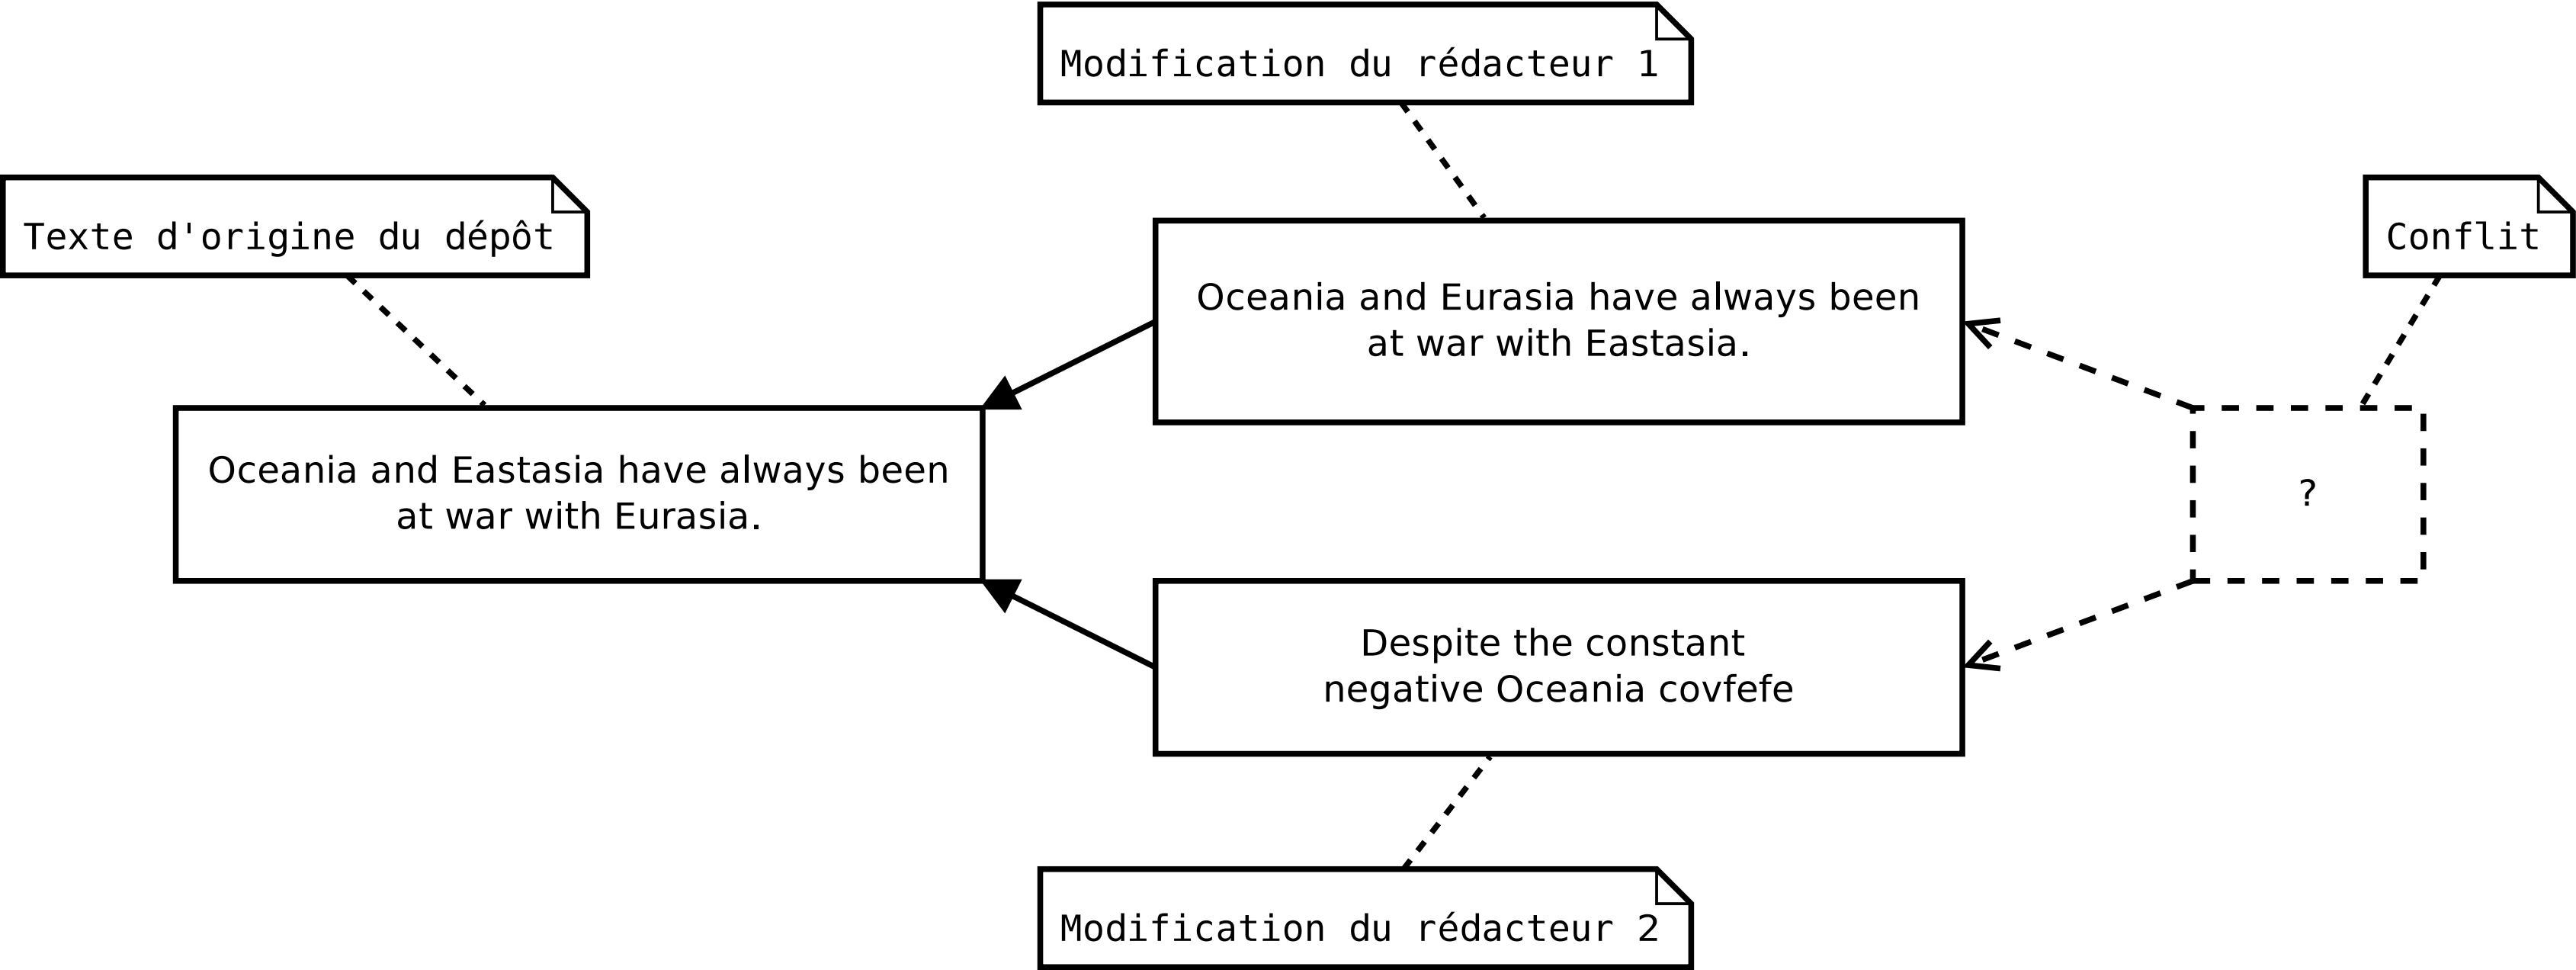 Modification du rédacteur 1
Texte d'origine du dépôt
Conflit
Oceania and Eurasia have always been
at war with Eastasia.
Oceania and Eastasia have always been
at war with Eurasia.
?
Despite the constant
negative Oceania covfefe
Modification du rédacteur 2